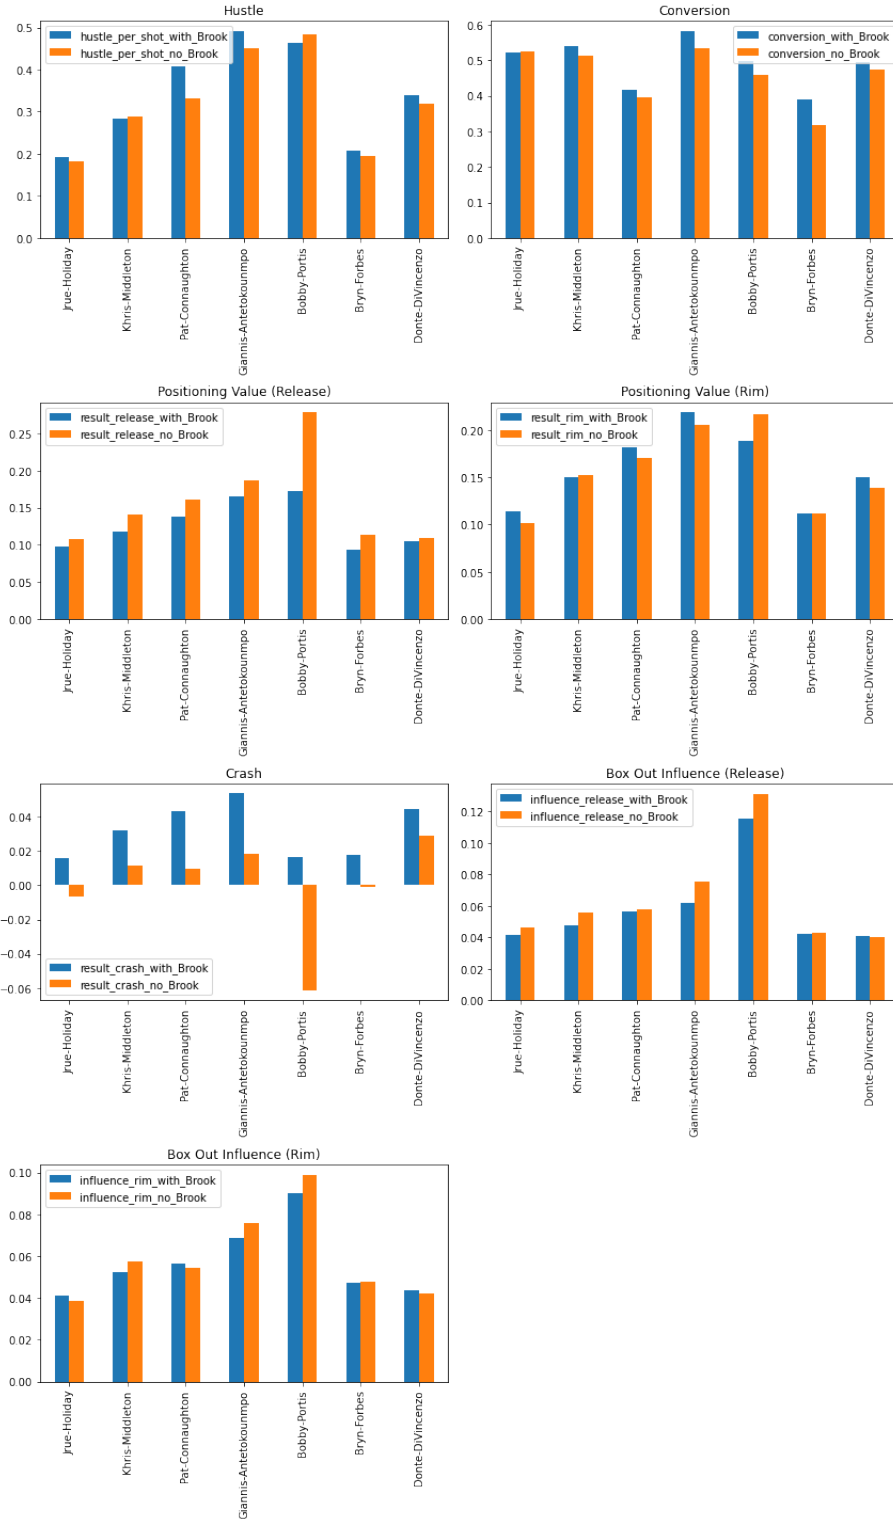 Hustle
hustle_per_shot_with_Brook
hustle_per_shot_no_Brook
0.5
0.4
0.3
0.2
0.1
0.0
Jrue-Holiday
Khris-Middleton
Pat-Connaughton
Giannis-Antetokounmpo
Bobby-Portis
Bryn-Forbes
Donte-DiVincenzo
Conversion
conversion_with_Brook
conversion_no_Brook
0.6
0.5
0.4
0.3
0.2
0.1
0.0
Jrue-Holiday
Khris-Middleton
Pat-Connaughton
Giannis-Antetokounmpo
Bobby-Portis
Bryn-Forbes
Donte-DiVincenzo
Positioning Value (Release)
result_release_with_Brook
result_release_no_Brook
0.25
0.20
0.15
0.10
0.05
0.00
Jrue-Holiday
Khris-Middleton
Pat-Connaughton
Giannis-Antetokounmpo
Bobby-Portis
Bryn-Forbes
Donte-DiVincenzo
Positioning Value (Rim)
result_rim_with_Brook
result_rim_no_Brook
0.20
0.15
0.10
0.05
0.00
Jrue-Holiday
Khris-Middleton
Pat-Connaughton
Giannis-Antetokounmpo
Bobby-Portis
Bryn-Forbes
Donte-DiVincenzo
Crash
0.04
0.02
0.00
−0.02
−0.04
−0.06
result_crash_with_Brook
result_crash_no_Brook
Jrue-Holiday
Khris-Middleton
Pat-Connaughton
Giannis-Antetokounmpo
Bobby-Portis
Bryn-Forbes
Donte-DiVincenzo
Box Out Influence (Release)
influence_release_with_Brook
influence_release_no_Brook
0.12
0.10
0.08
0.06
0.04
0.02
0.00
Jrue-Holiday
Khris-Middleton
Pat-Connaughton
Giannis-Antetokounmpo
Bobby-Portis
Bryn-Forbes
Donte-DiVincenzo
Box Out Influence (Rim)
influence_rim_with_Brook
influence_rim_no_Brook
0.10
0.08
0.06
0.04
0.02
0.00
Jrue-Holiday
Khris-Middleton
Pat-Connaughton
Giannis-Antetokounmpo
Bobby-Portis
Bryn-Forbes
Donte-DiVincenzo